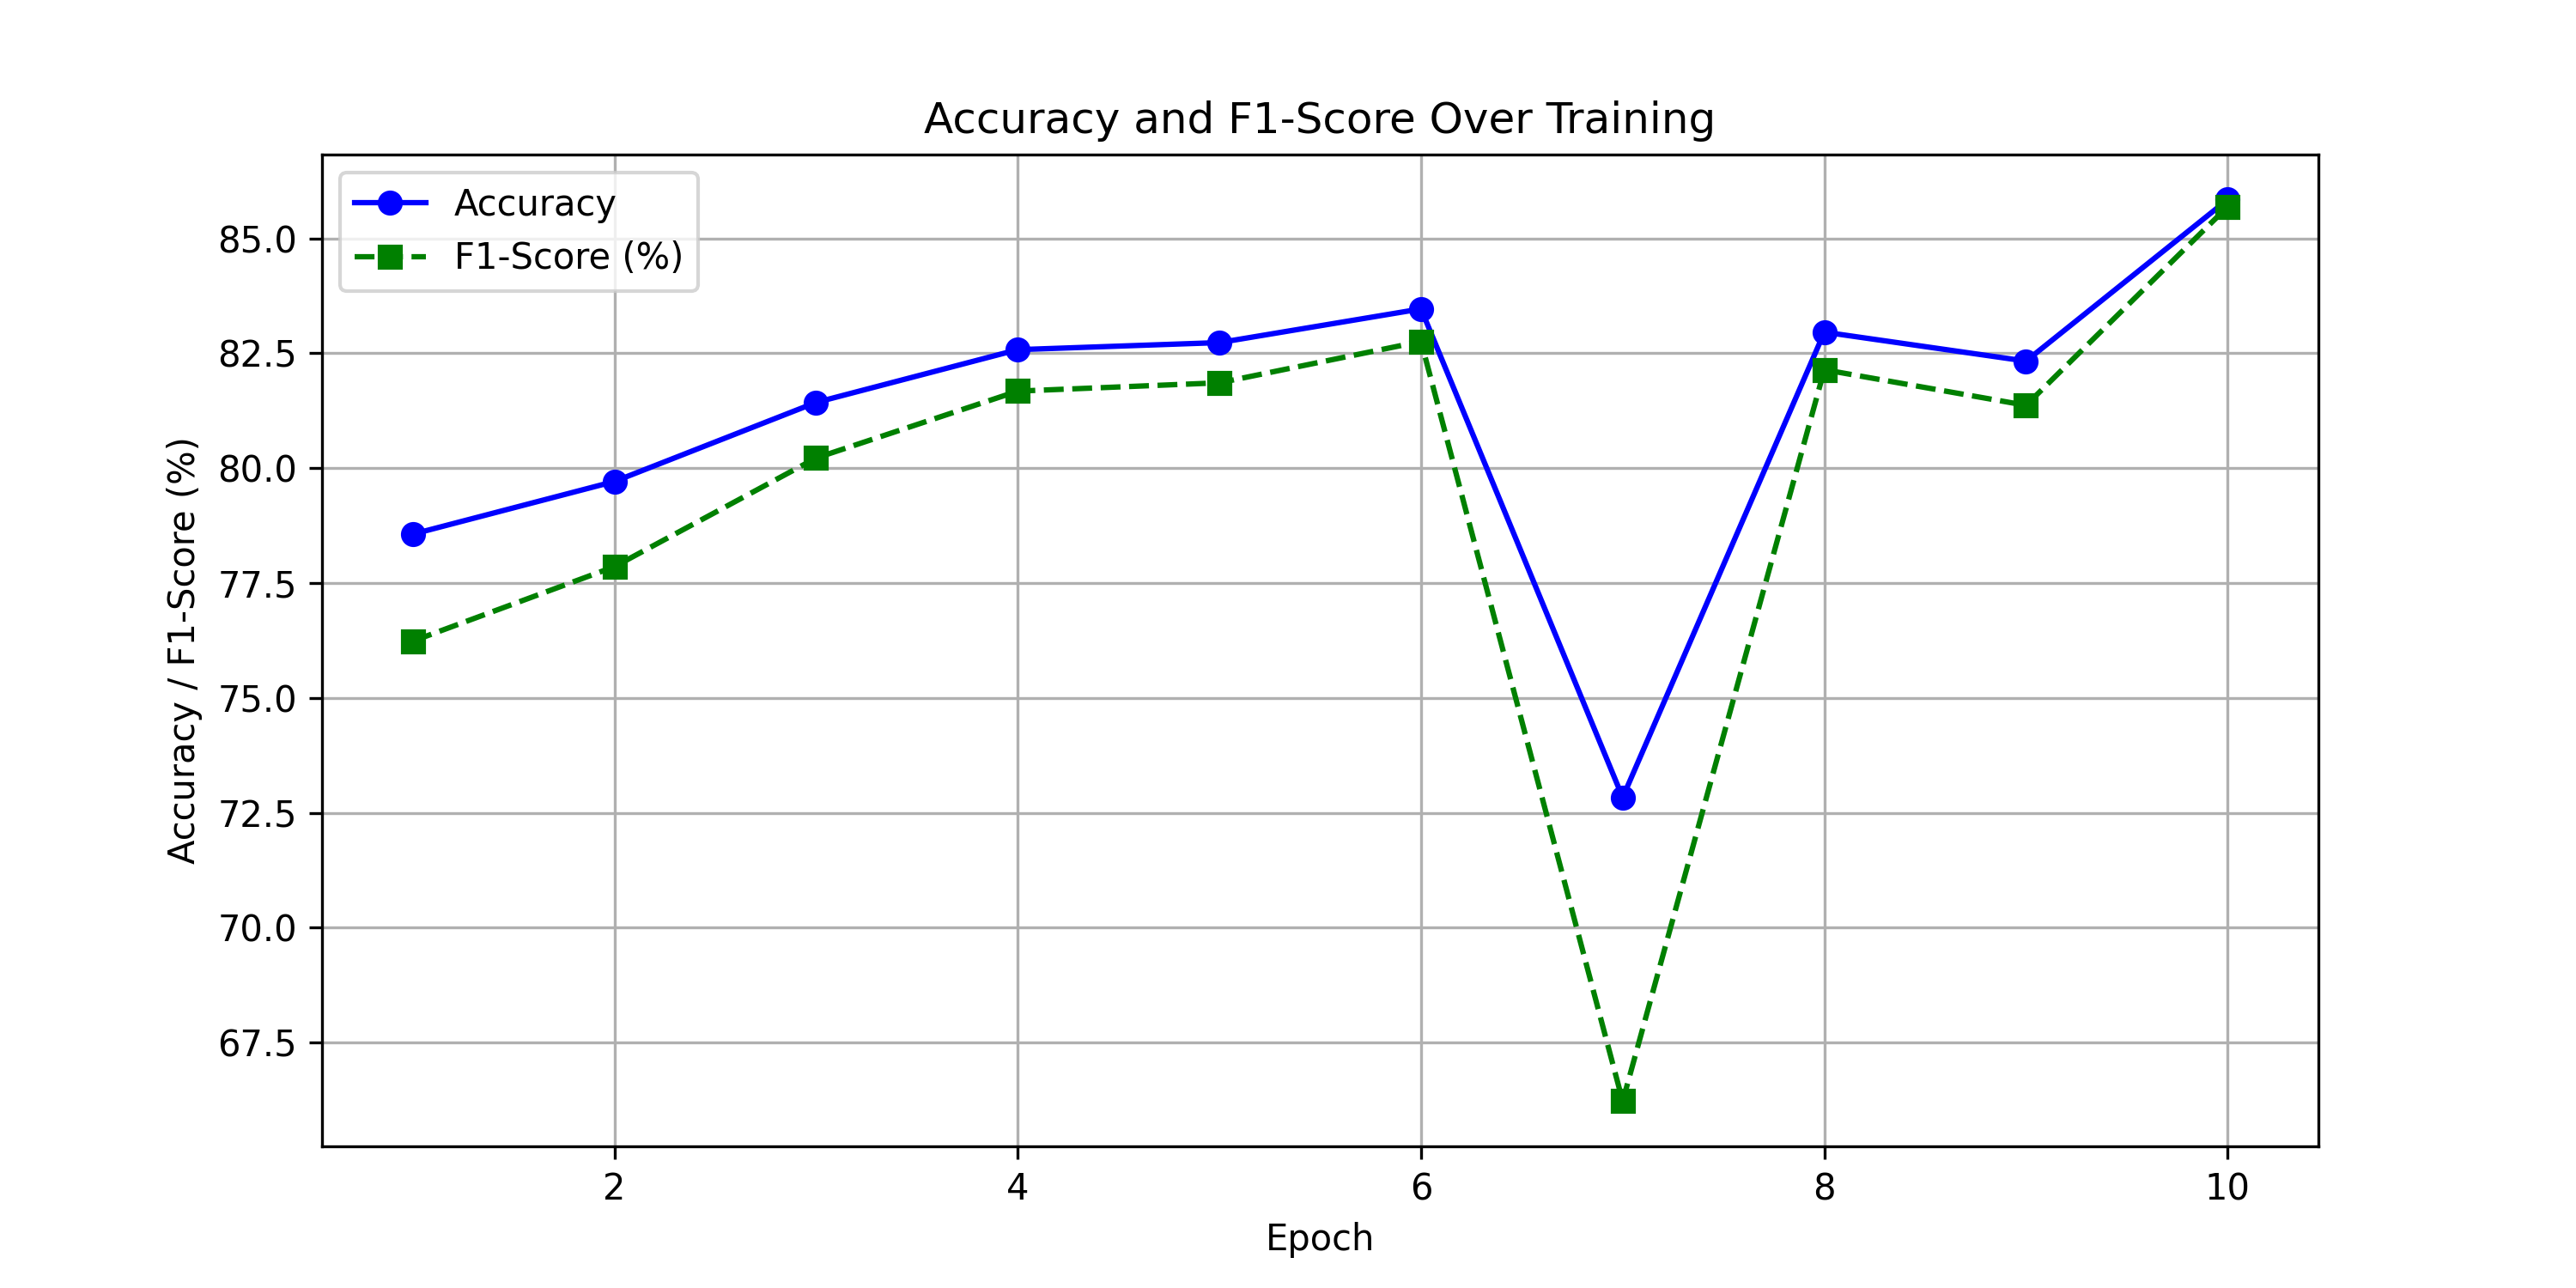 Accuracy and F1-Score Over Training
Accuracy
F1-Score (%)
Accuracy / F1-Score (%)
85.0
82.5
80.0
77.5
75.0
72.5
70.0
67.5
2 4 6 8 10
Epoch